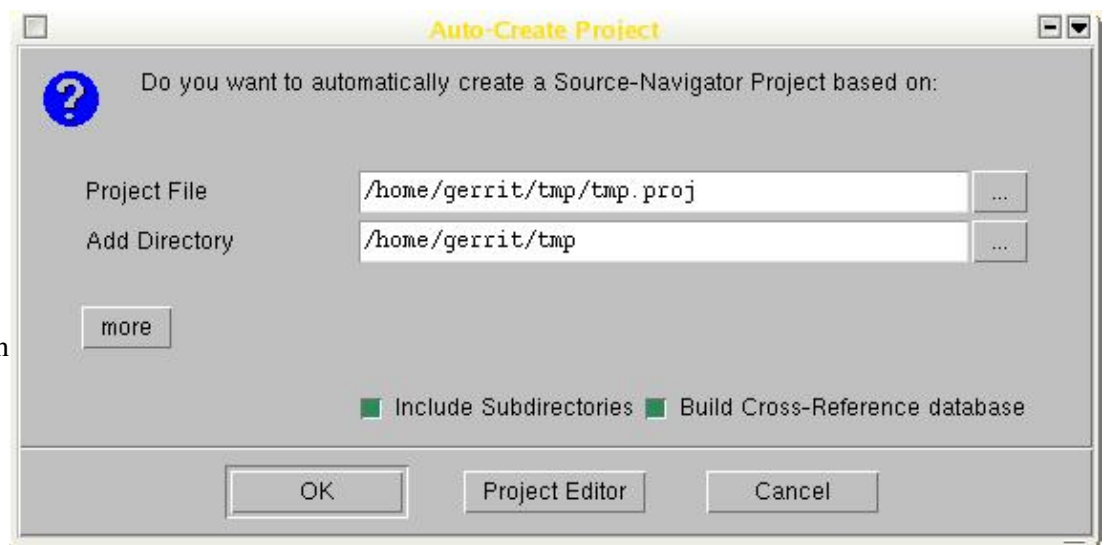 Auto-Create Project
Do you want to automatically create a Source-Navigator Project based on:
Project File
/home/gerrit/tmp/tmp.proj
...
Add Directory
/home/gerrit/tmp
...
more
Include Subdirectories
Build Cross-Reference database
OK
Project Editor
Cancel